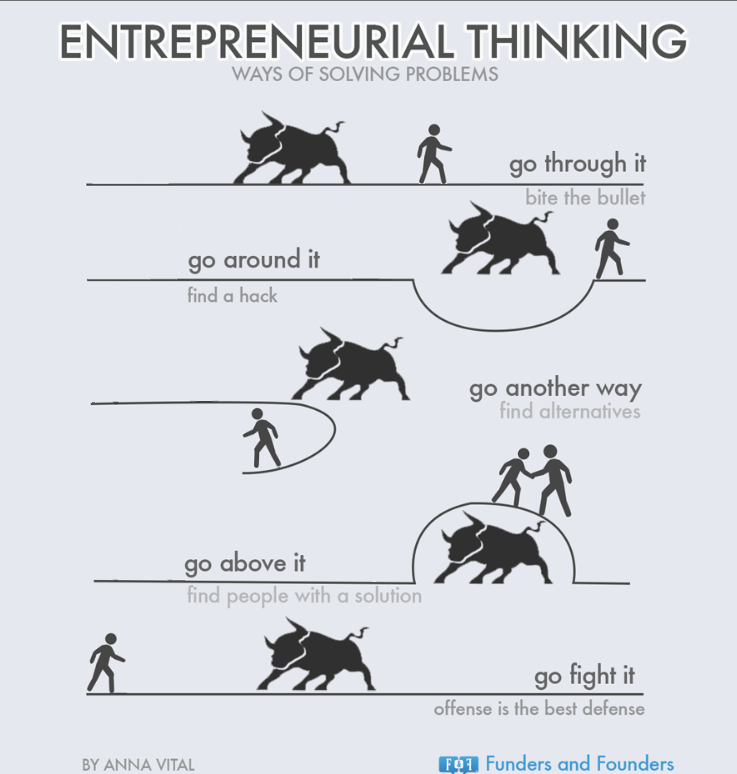 ENTREPRENEURIAL THINKING
WAYS OF SOLVING PROBLEMS
go through it
bite the bullet
go around it
find a hack
go another way
find alternatives
go above it
find people with a solution
go fight it
offense is the best defense
BY ANNA VITAL
Funders and Founders